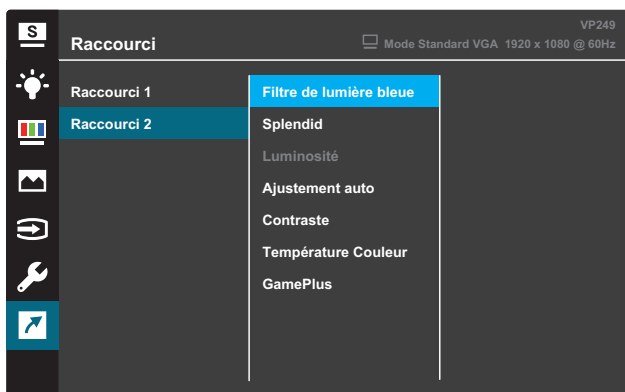 S
VP249
Raccourci
Mode Standard VGA 1920 x 1080 @ 60Hz
Raccourci 1
Raccourci 2
Filtre de lumière bleue
Splendid
Luminosité
Ajustement auto
Contraste
Température Couleur
GamePlus